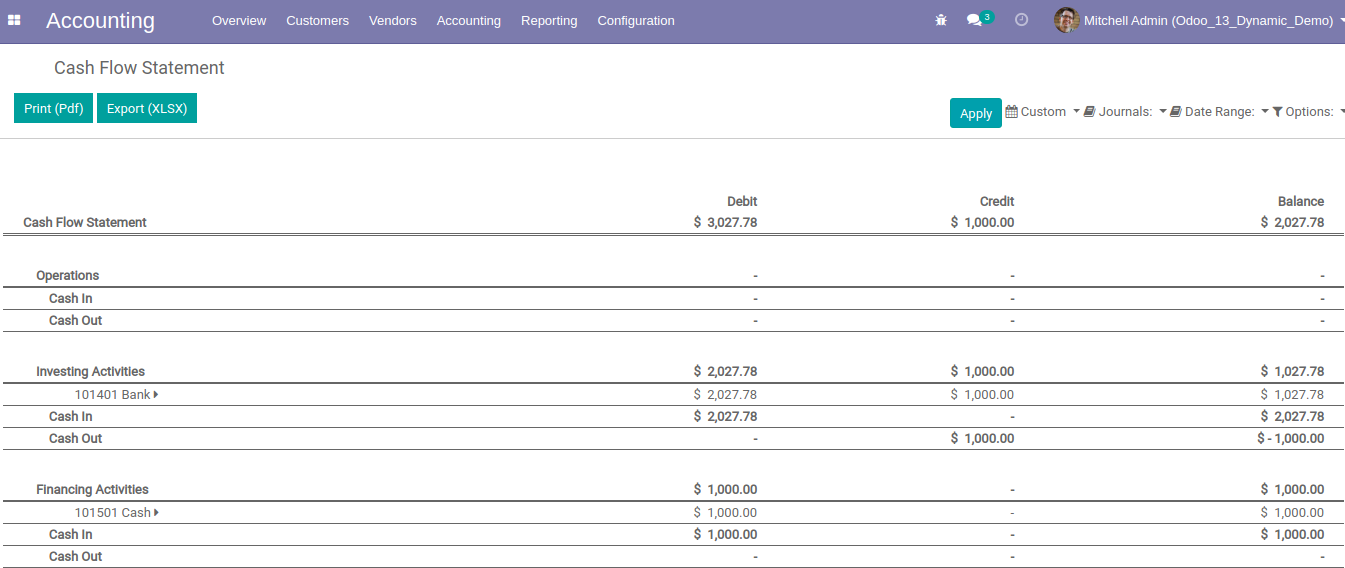 Accounting Overview Customers Vendors Accounting Reporting Configuration 3 Mitchell Admin (Odoo_13_Dynamic_Demo)
Cash Flow Statement
Print (Pdf) Export (XLSX) Apply Custom Journals: Date Range: Options:
Debit Credit Balance
Cash Flow Statement $ 3,027.78 $ 1,000.00 $ 2,027.78
Operations - - -
Cash In - - -
Cash Out - - -
Investing Activities $ 2,027.78 $ 1,000.00 $ 1,027.78
101401 Bank $ 2,027.78 $ 1,000.00 $ 1,027.78
Cash In $ 2,027.78 - $ 2,027.78
Cash Out - $ 1,000.00 $ - 1,000.00
Financing Activities $ 1,000.00 - $ 1,000.00
101501 Cash $ 1,000.00 - $ 1,000.00
Cash In $ 1,000.00 - $ 1,000.00
Cash Out - - -